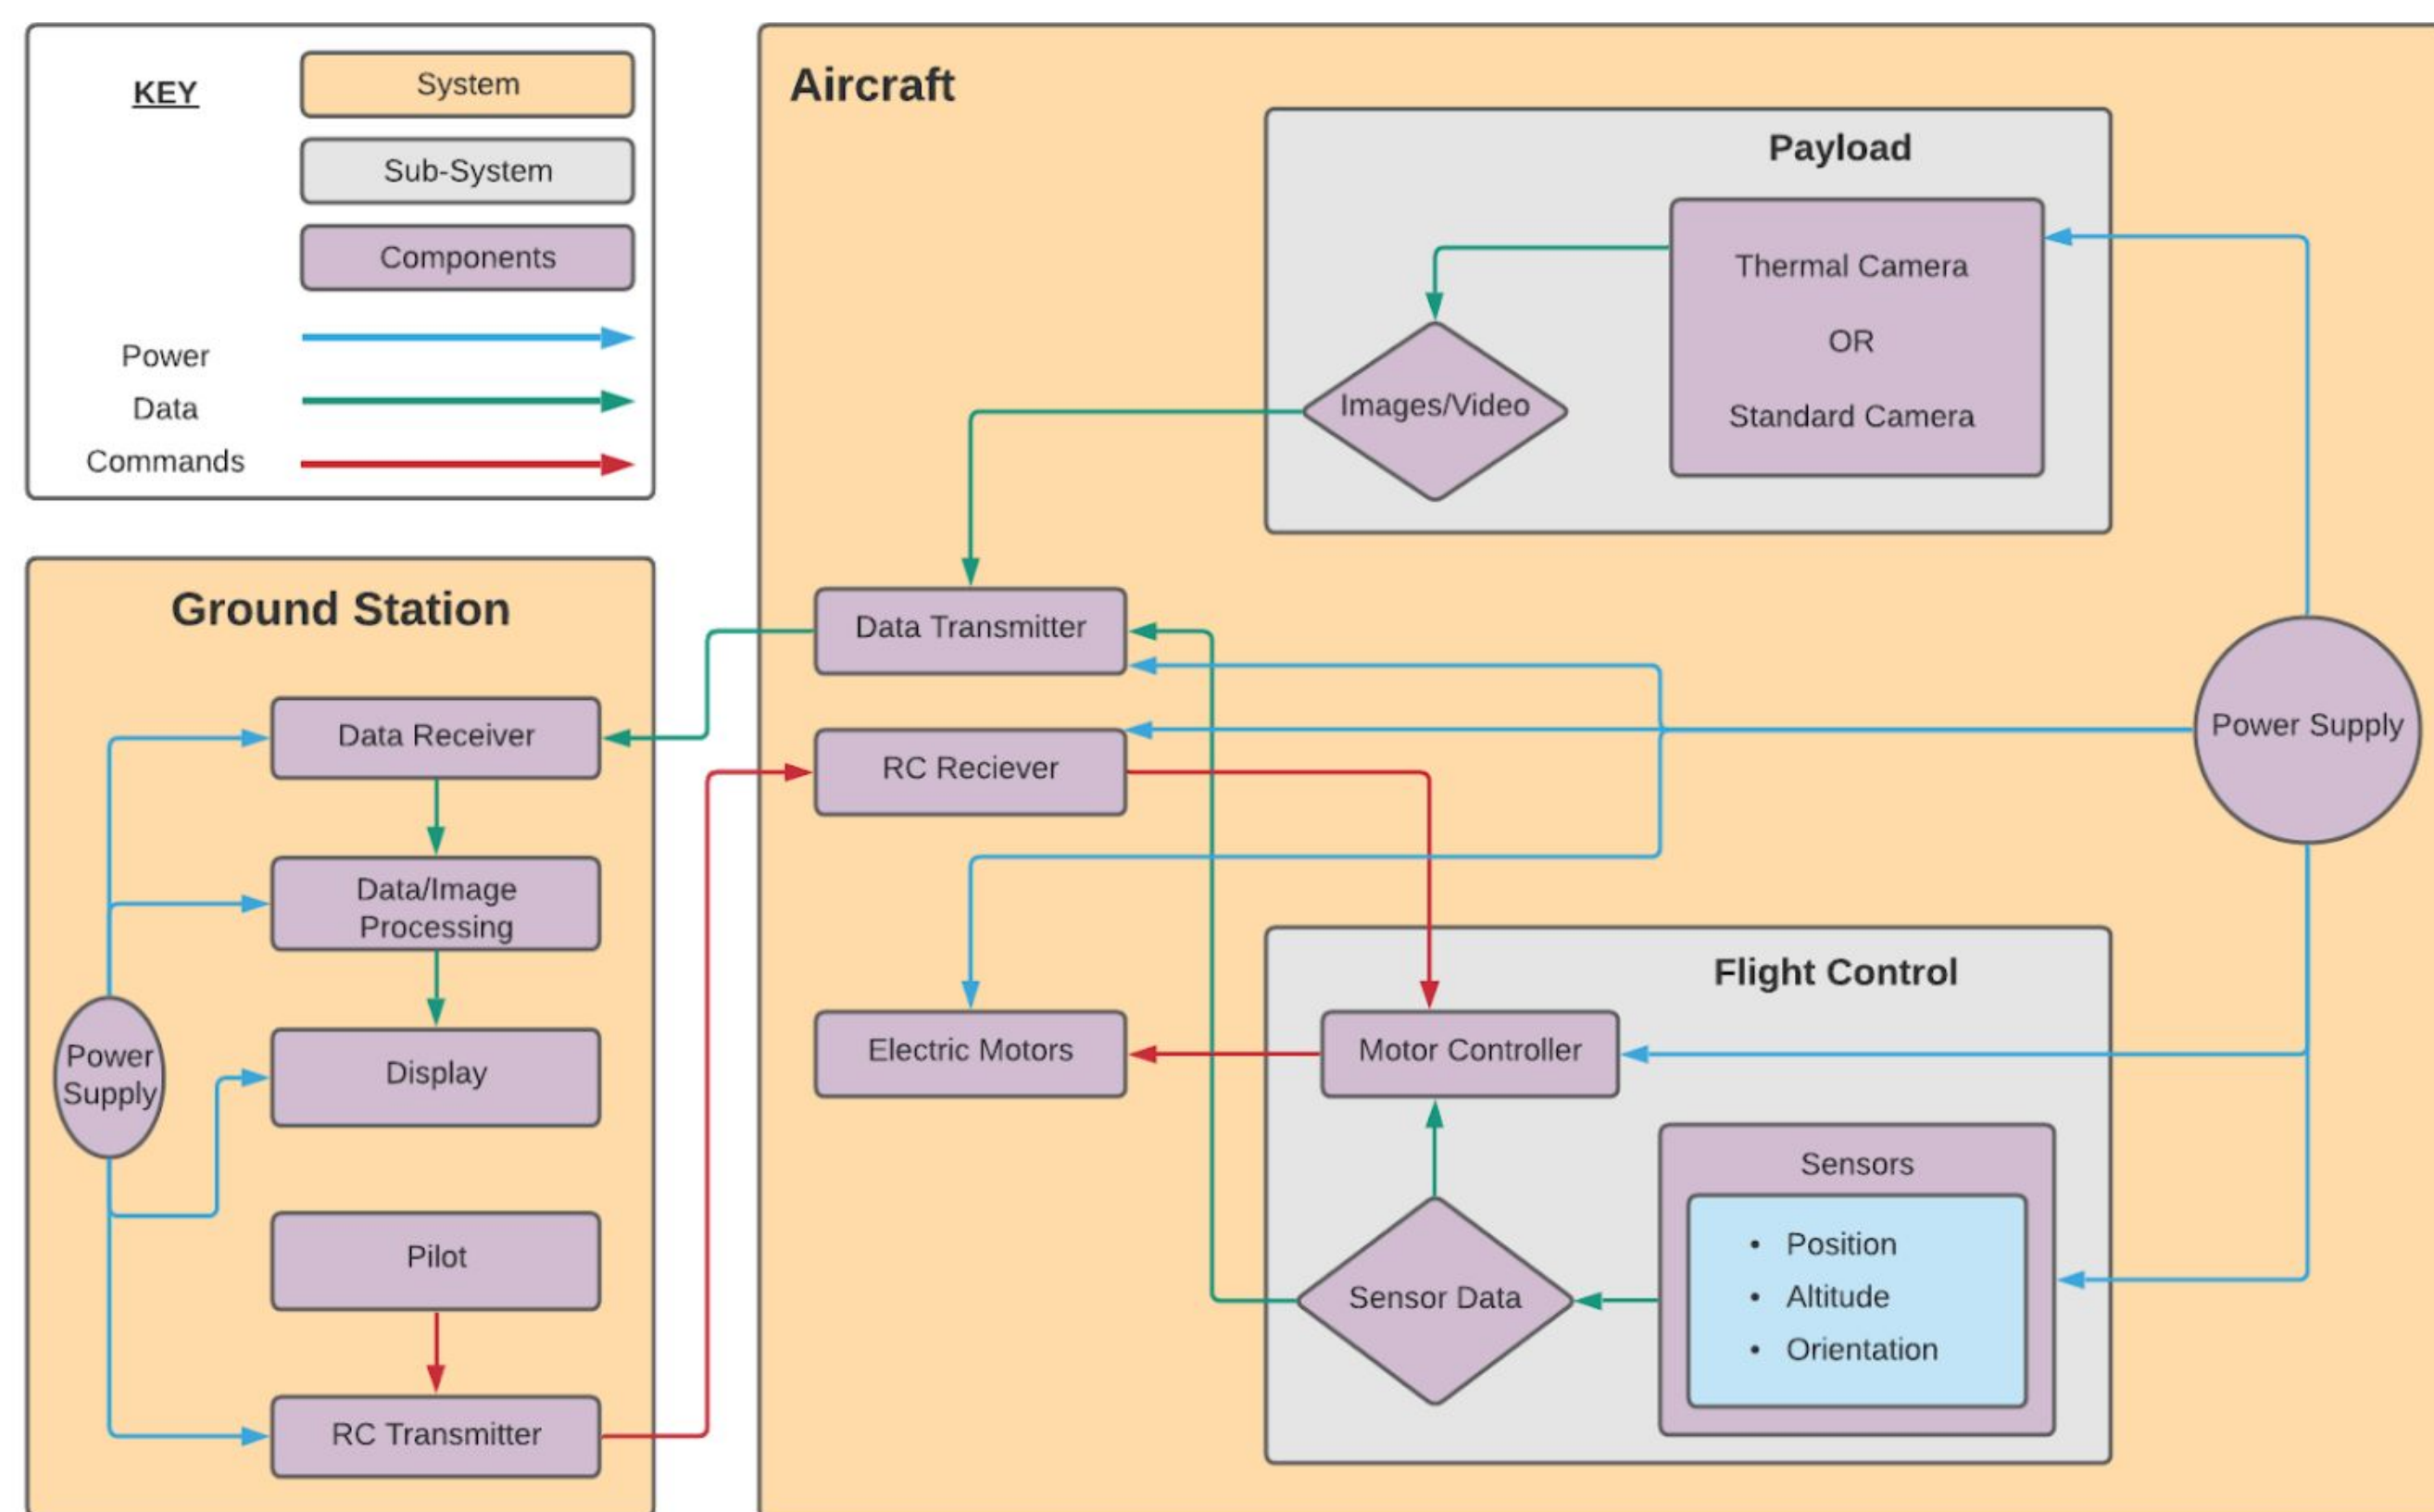 KEY
System
Sub-System
Components
Power
Data
Commands
Ground Station
Data Receiver
Data/Image
Processing
Power
Supply
Display
Pilot
RC Transmitter
Aircraft
Payload
Thermal Camera
OR
Standard Camera
Images/Video
Data Transmitter
RC Reciever
Power Supply
Electric Motors
Flight Control
Motor Controller
Sensors
• Position
• Altitude
• Orientation
Sensor Data